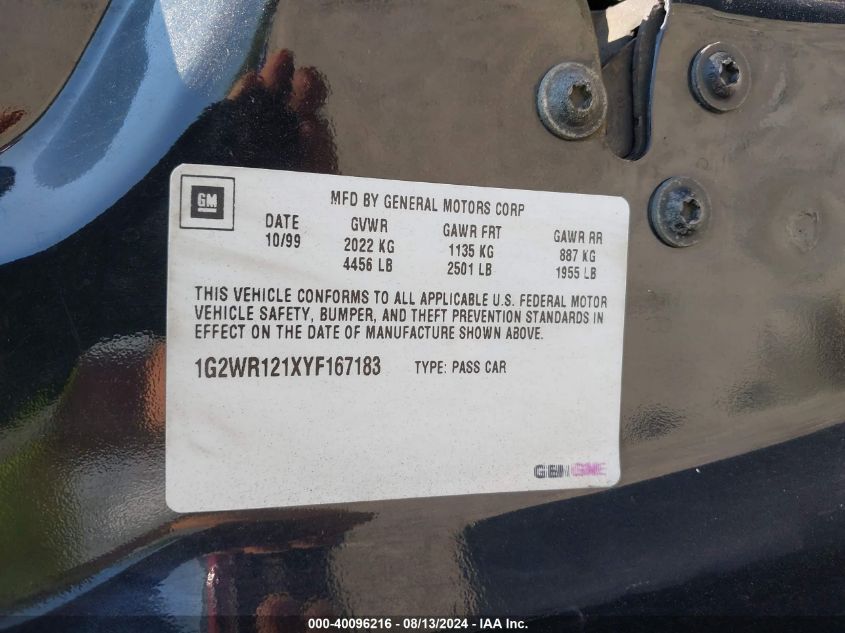 GM
MFD BY GENERAL MOTORS CORP
DATE GVWR GAWR FRT GAWR RR
10/99 2022 KG 1135 KG 887 KG
4456 LB 2501 LB 1955 LB
THIS VEHICLE CONFORMS TO ALL APPLICABLE U.S. FEDERAL MOTOR
VEHICLE SAFETY, BUMPER, AND THEFT PREVENTION STANDARDS IN
EFFECT ON THE DATE OF MANUFACTURE SHOWN ABOVE.
1G2WR121XYF167183 TYPE: PASS CAR
000-40096216 - 08/13/2024 - IAA Inc.